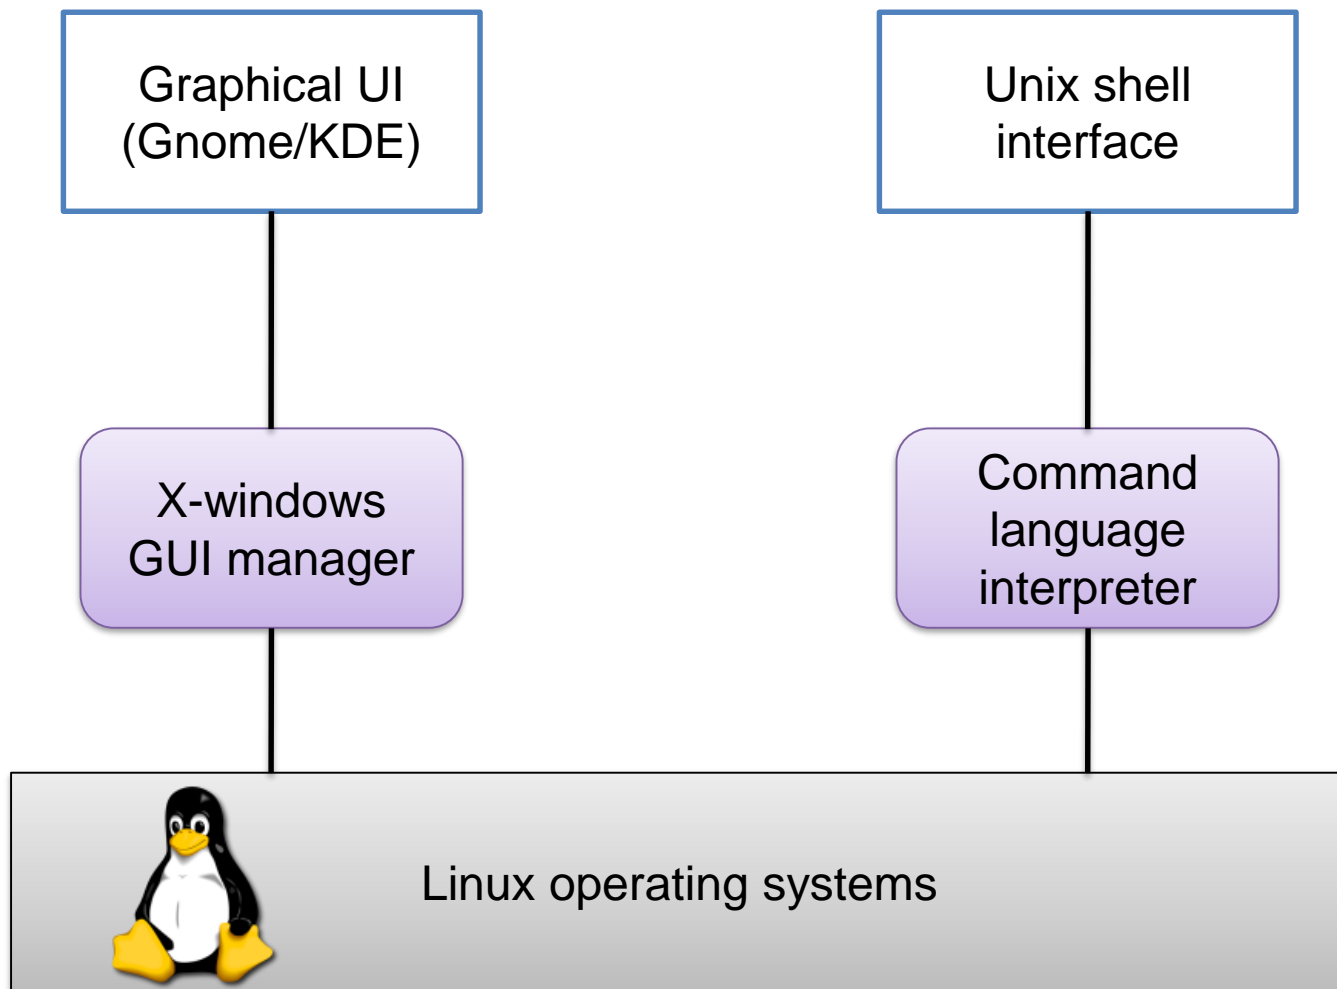 Graphical UI
(Gnome/KDE)
Unix shell
interface
X-windows
GUI manager
Command
language
interpreter
Linux operating systems